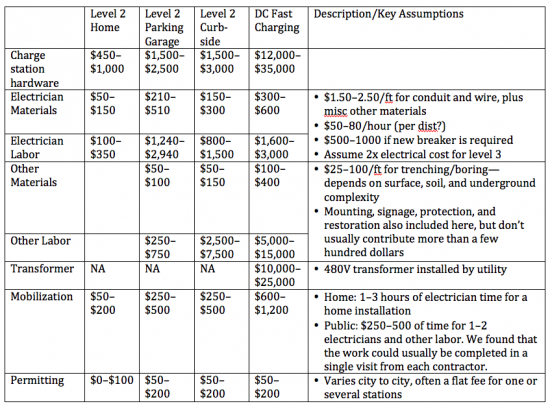 Level 2 Home
Level 2 Parking Garage
Level 2 Curb-side
DC Fast Charging
Description/Key Assumptions
Charge station hardware
$450–$1,000
$1,500–$2,500
$1,500–$3,000
$12,000–$35,000
Electrician Materials
$50–$150
$210–$510
$150–$300
$300–$600
• $1.50-2.50/ft for conduit and wire, plus
misc other materials
• $50–80/hour (per dist?)
• $500–1000 if new breaker is required
• Assume 2x electrical cost for level 3
Electrician Labor
$100–$350
$1,240–$2,940
$800–$1,500
$1,600–$3,000
Other Materials
$50–$100
$50–$150
$100–$400
• $25–100/ft for trenching/boring—
depends on surface, soil, and underground
complexity
• Mounting, signage, protection, and
restoration also included here, but don't
usually contribute more than a few
hundred dollars
Other Labor
$250–$750
$2,500–$7,500
$5,000–$15,000
Transformer
NA
NA
NA
$10,000–$25,000
• 480V transformer installed by utility
Mobilization
$50–$200
$250–$500
$250–$500
$600–$1,200
• Home: 1–3 hours of electrician time for a
home installation
• Public: $250–500 of time for 1–2
electricians and other labor. We found that
the work could usually be completed in a
single visit from each contractor.
Permitting
$0–$100
$50–$200
$50–$200
$50–$200
• Varies city to city, often a flat fee for one or
several stations